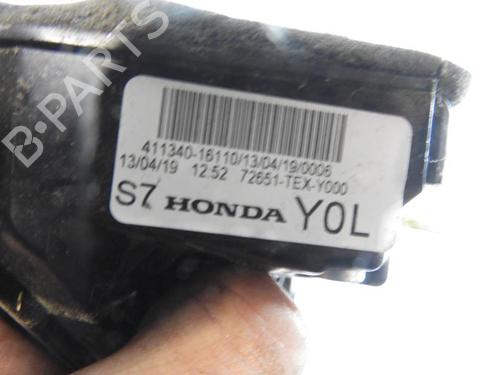 B-PARTS
411340-16110/13/04/19/0006
13/04/19 12:52 72651-TEX-Y000
S7 HONDA Y0L